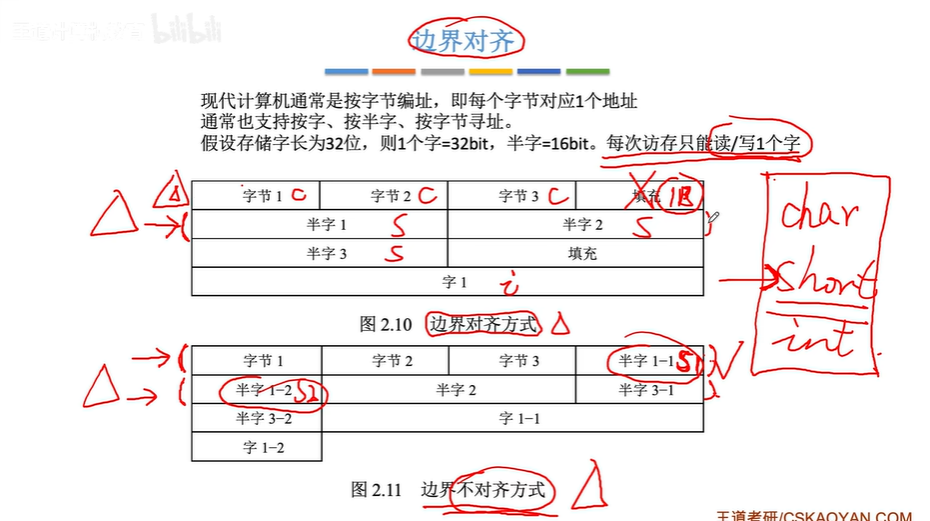 bilibili
边界对齐
现代计算机通常是按字节编址，即每个字节对应1个地址
通常也支持按字、按半字、按字节寻址。
假设存储字长为32位，则1个字=32bit，半字=16bit。每次访存只能读/写1个字
字节 1 C 字节 2 C 字节 3 C 填充 1B
半字 1 S 半字 2 S
半字 3 S 填充
字 1 i
char
short
int
图 2.10 边界对齐方式
字节 1 字节 2 字节 3 半字 1-1 S1
半字 1-2 S2 半字 2 半字 3-1
半字 3-2 字 1-1
字 1-2
图 2.11 边界不对齐方式
王道考研/CSKAOYAN.COM